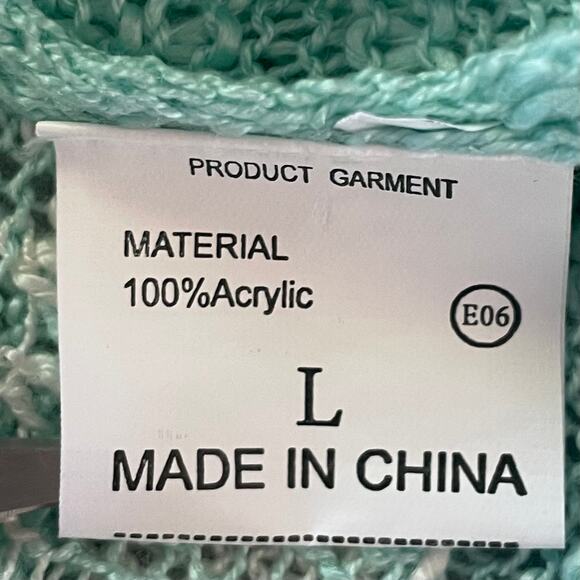 PRODUCT GARMENT
MATERIAL
100%Acrylic
E06
L
MADE IN CHINA